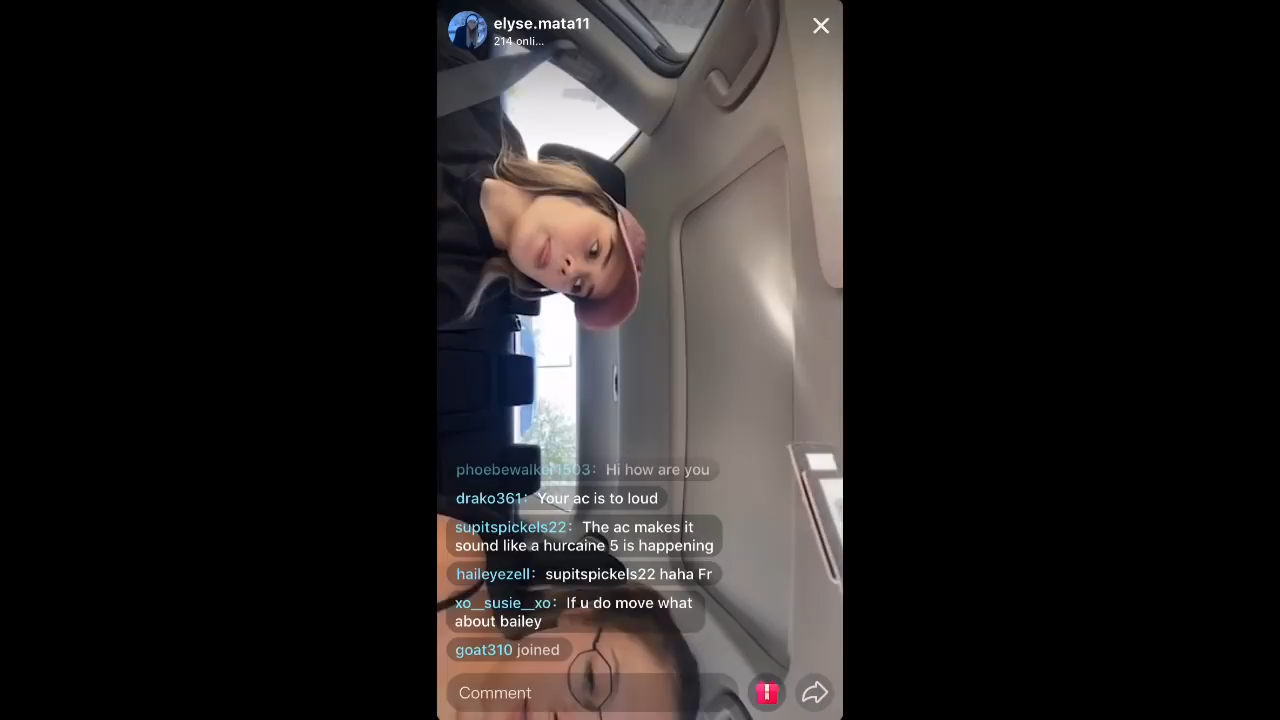 elyse.mata11
214 onli...
phoebewalker1503: Hi how are you
drako361: Your ac is to loud
supitspickels22: The ac makes it
sound like a hurcaine 5 is happening
haileyezell: supitspickels22 haha Fr
xo__susie__xo: If u do move what
about bailey
goat310 joined
Comment